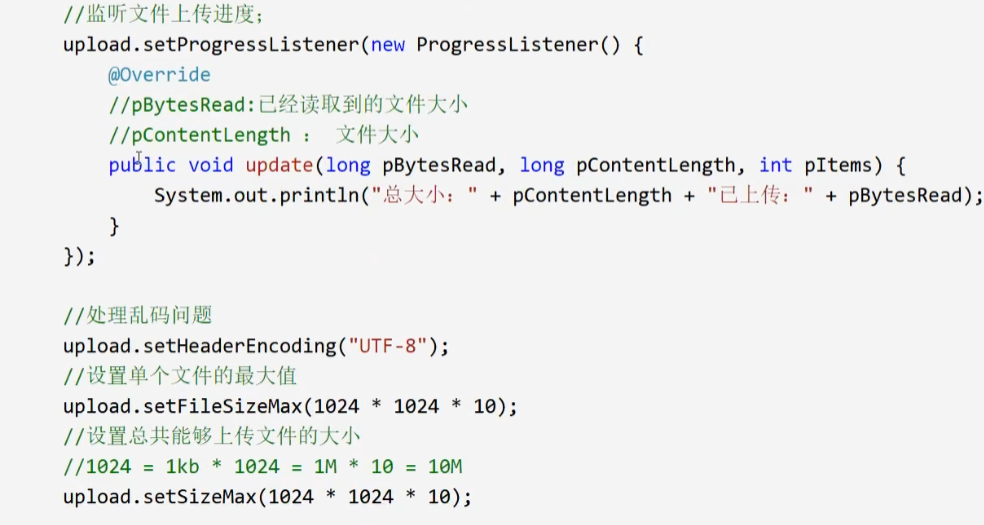 //监听文件上传进度;
upload.setProgressListener(new ProgressListener() {
@Override
//pBytesRead:已经读取到的文件大小
//pContentLength : 文件大小
public void update(long pBytesRead, long pContentLength, int pItems) {
System.out.println("总大小：" + pContentLength + "已上传：" + pBytesRead);
}
});
//处理乱码问题
upload.setHeaderEncoding("UTF-8");
//设置单个文件的最大值
upload.setFileSizeMax(1024 * 1024 * 10);
//设置总共能够上传文件的大小
//1024 = 1kb * 1024 = 1M * 10 = 10M
upload.setSizeMax(1024 * 1024 * 10);